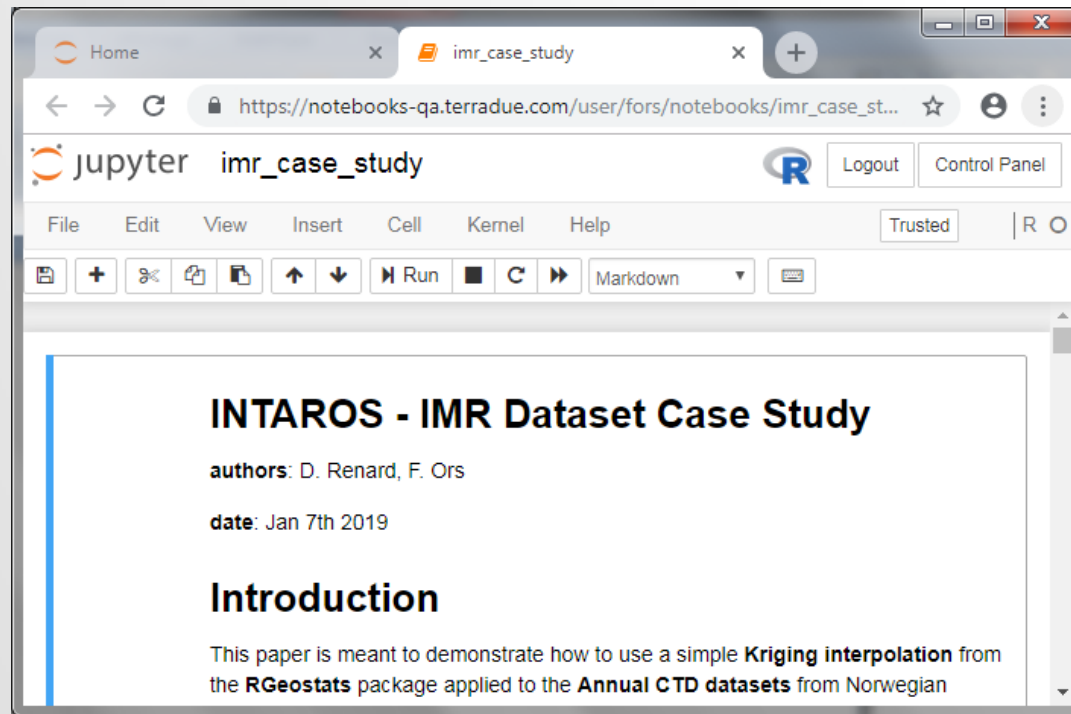 Home
imr_case_study
https://notebooks-qa.terradue.com/user/fors/notebooks/imr_case_st...
jupyter imr_case_study R Logout Control Panel
File Edit View Insert Cell Kernel Help Trusted R
Run Markdown
INTAROS - IMR Dataset Case Study
authors: D. Renard, F. Ors
date: Jan 7th 2019
Introduction
This paper is meant to demonstrate how to use a simple Kriging interpolation from
the RGeostats package applied to the Annual CTD datasets from Norwegian